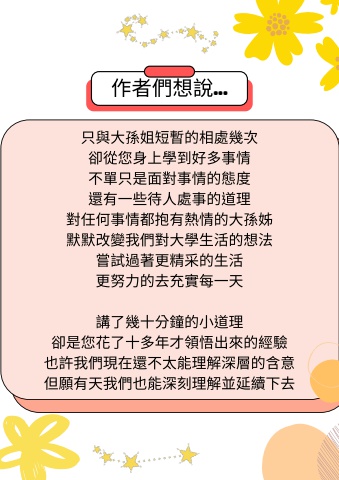 作者們想說...
只與大孫姐短暫的相處幾次
卻從您身上學到好多事情
不單只是面對事情的態度
還有一些待人處事的道理
對任何事情都抱有熱情的大孫姊
默默改變我們對大學生活的想法
嘗試過著更精采的生活
更努力的去充實每一天
講了幾十分鐘的小道理
卻是您花了十多年才領悟出來的經驗
也許我們現在還不太能理解深層的含意
但願有天我們也能深刻理解並延續下去